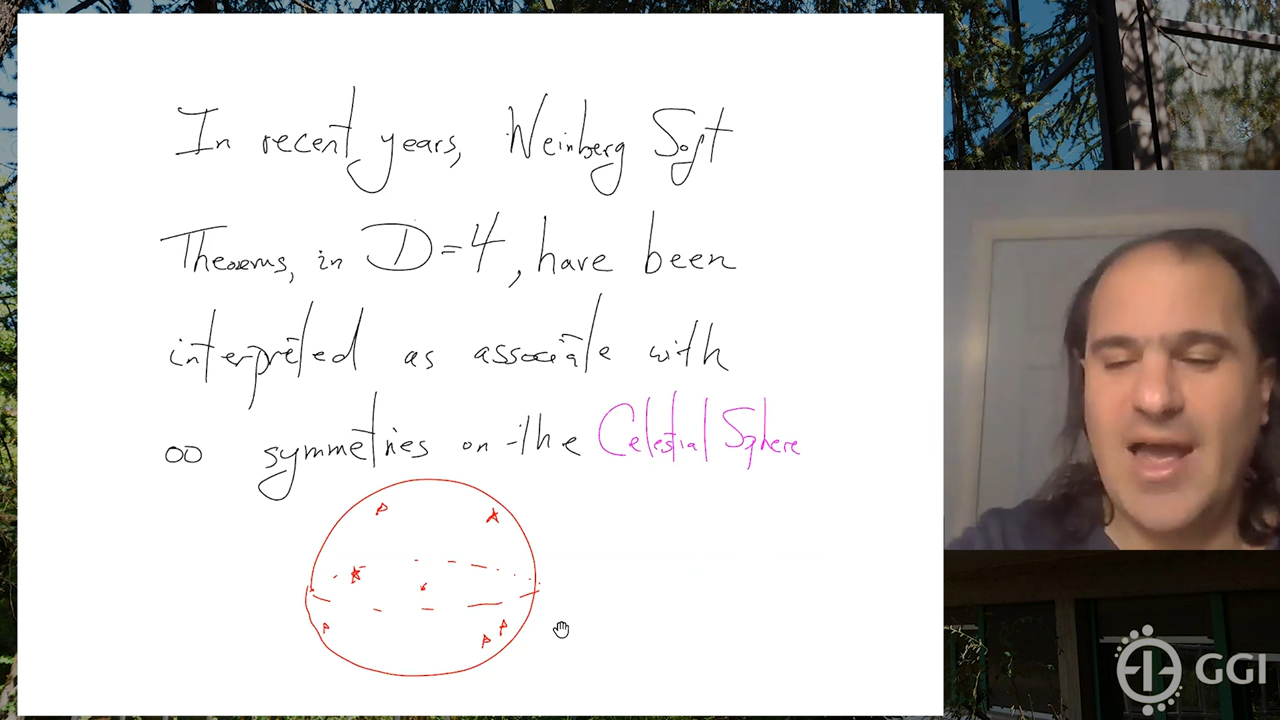 In recent years, Weinberg Soft
Theorems, in D=4, have been
interpreted as associate with
∞ symmetries on the Celestial Sphere
GGI